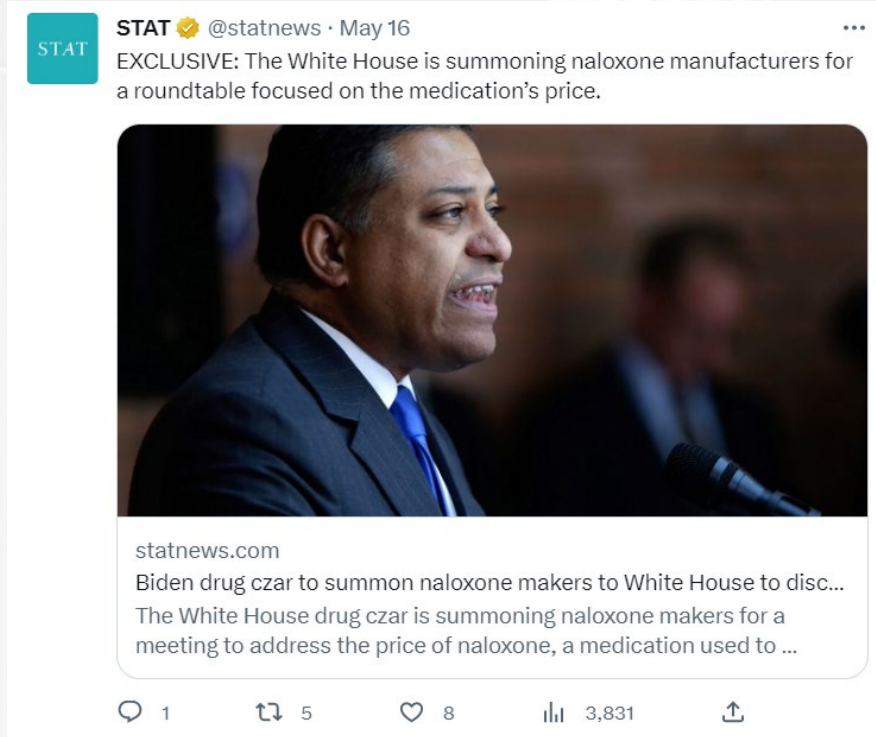 STAT
STAT @statnews · May 16
EXCLUSIVE: The White House is summoning naloxone manufacturers for
a roundtable focused on the medication’s price.
statnews.com
Biden drug czar to summon naloxone makers to White House to disc...
The White House drug czar is summoning naloxone makers for a
meeting to address the price of naloxone, a medication used to ...
1 5 8 3,831